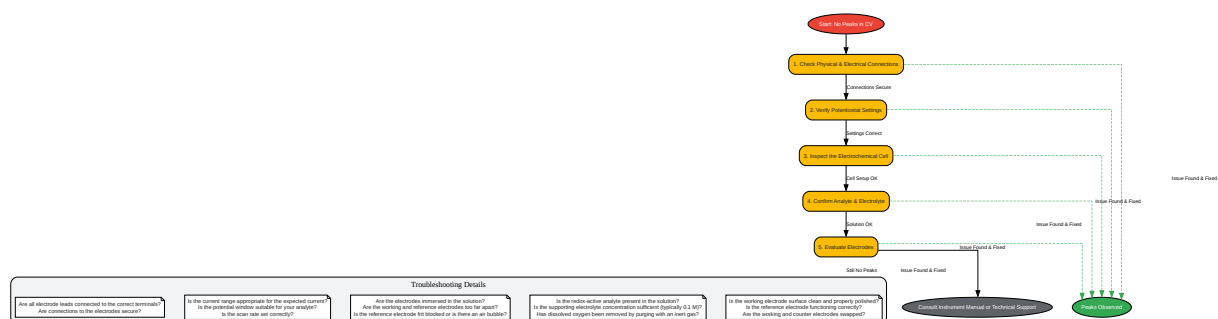 Start: No Peaks in CV
1. Check Physical & Electrical Connections
Connections Secure
2. Verify Potentiostat Settings
Settings Correct
3. Inspect the Electrochemical Cell
Cell Setup OK
Issue Found & Fixed
4. Confirm Analyte & Electrolyte
Issue Found & Fixed
Solution OK
Issue Found & Fixed
5. Evaluate Electrodes
Issue Found & Fixed
Still No Peaks
Issue Found & Fixed
Troubleshooting Details
Are all electrode leads connected to the correct terminals?
Are connections to the electrodes secure?
Is the current range appropriate for the expected current?
Is the potential window suitable for your analyte?
Is the scan rate set correctly?
Are the electrodes immersed in the solution?
Are the working and reference electrodes too far apart?
Is the reference electrode frit blocked or is there an air bubble?
Is the redox-active analyte present in the solution?
Is the supporting electrolyte concentration sufficient (typically 0.1 M)?
Has dissolved oxygen been removed by purging with an inert gas?
Is the working electrode surface clean and properly polished?
Is the reference electrode functioning correctly?
Are the working and counter electrodes swapped?
Consult Instrument Manual or Technical Support
Peaks Observed